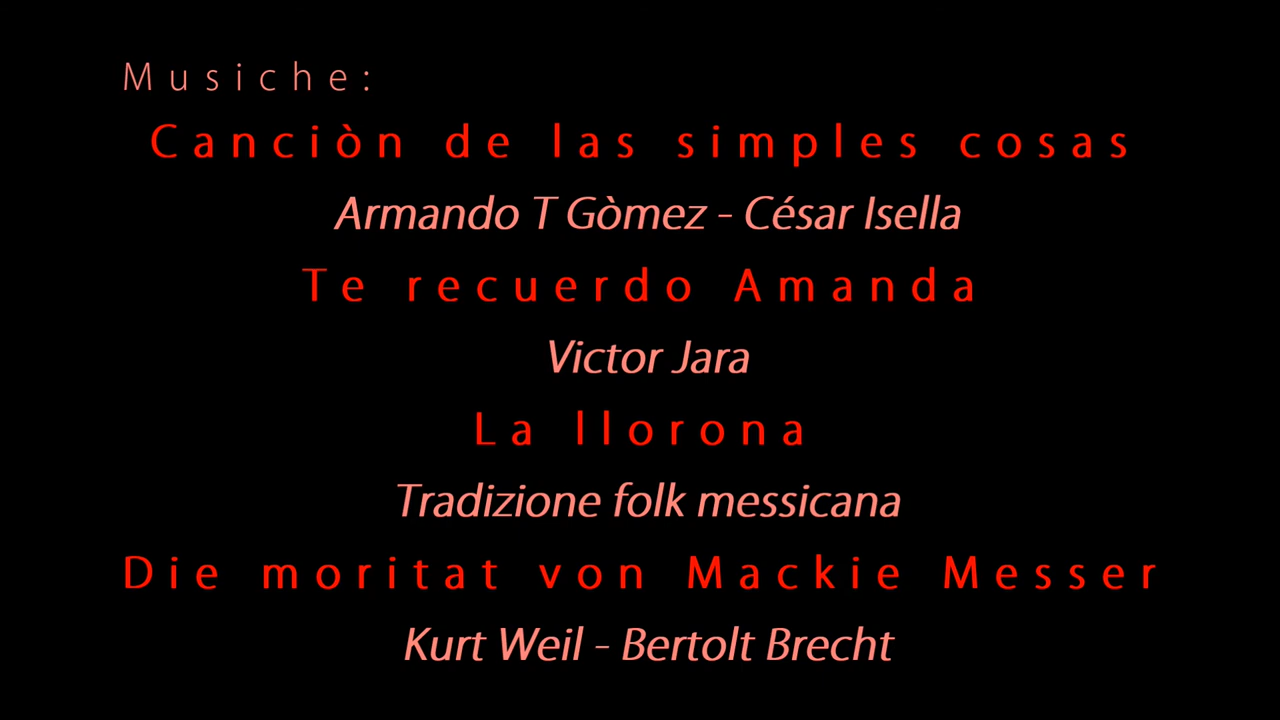 Musiche:
Canciòn de las simples cosas
Armando T Gòmez - César Isella
Te recuerdo Amanda
Victor Jara
La llorona
Tradizione folk messicana
Die moritat von Mackie Messer
Kurt Weil - Bertolt Brecht